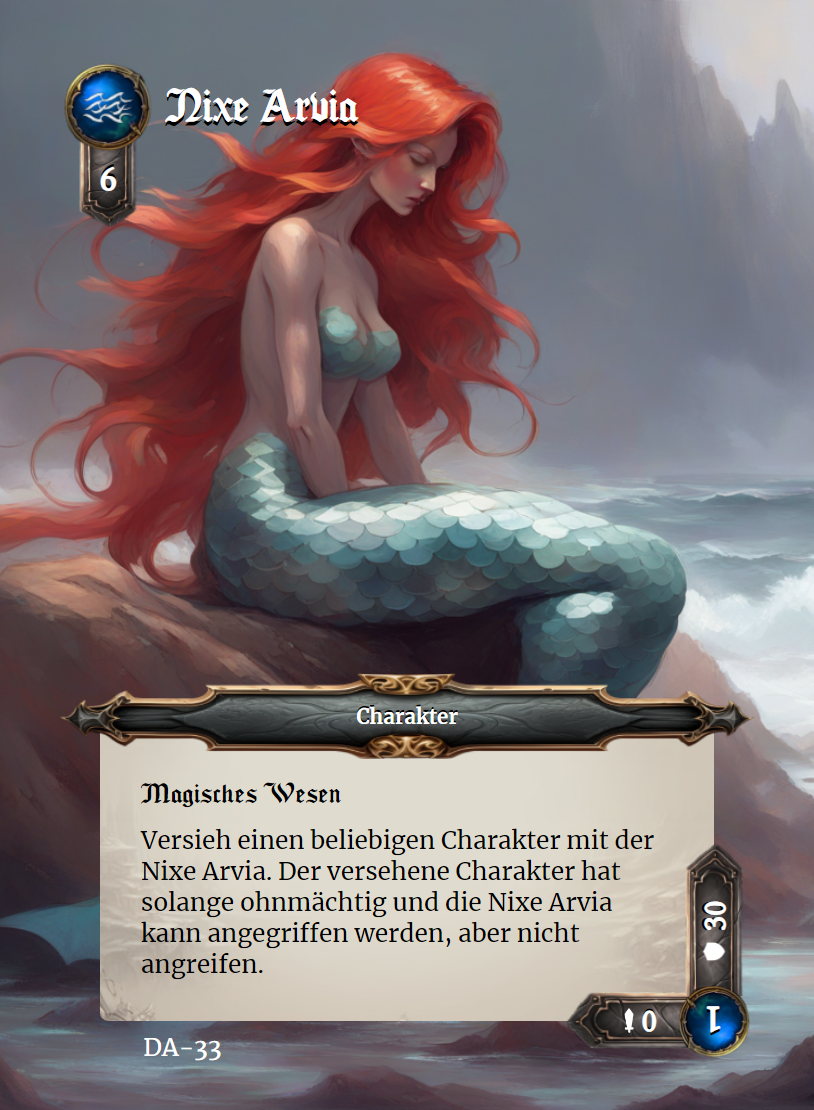 Nixe Arvia
6
Charakter
Magisches Wesen
Versieh einen beliebigen Charakter mit der
Nixe Arvia. Der versehene Charakter hat
solange ohnmächtig und die Nixe Arvia
kann angegriffen werden, aber nicht
angreifen.
30
0
1
DA-33